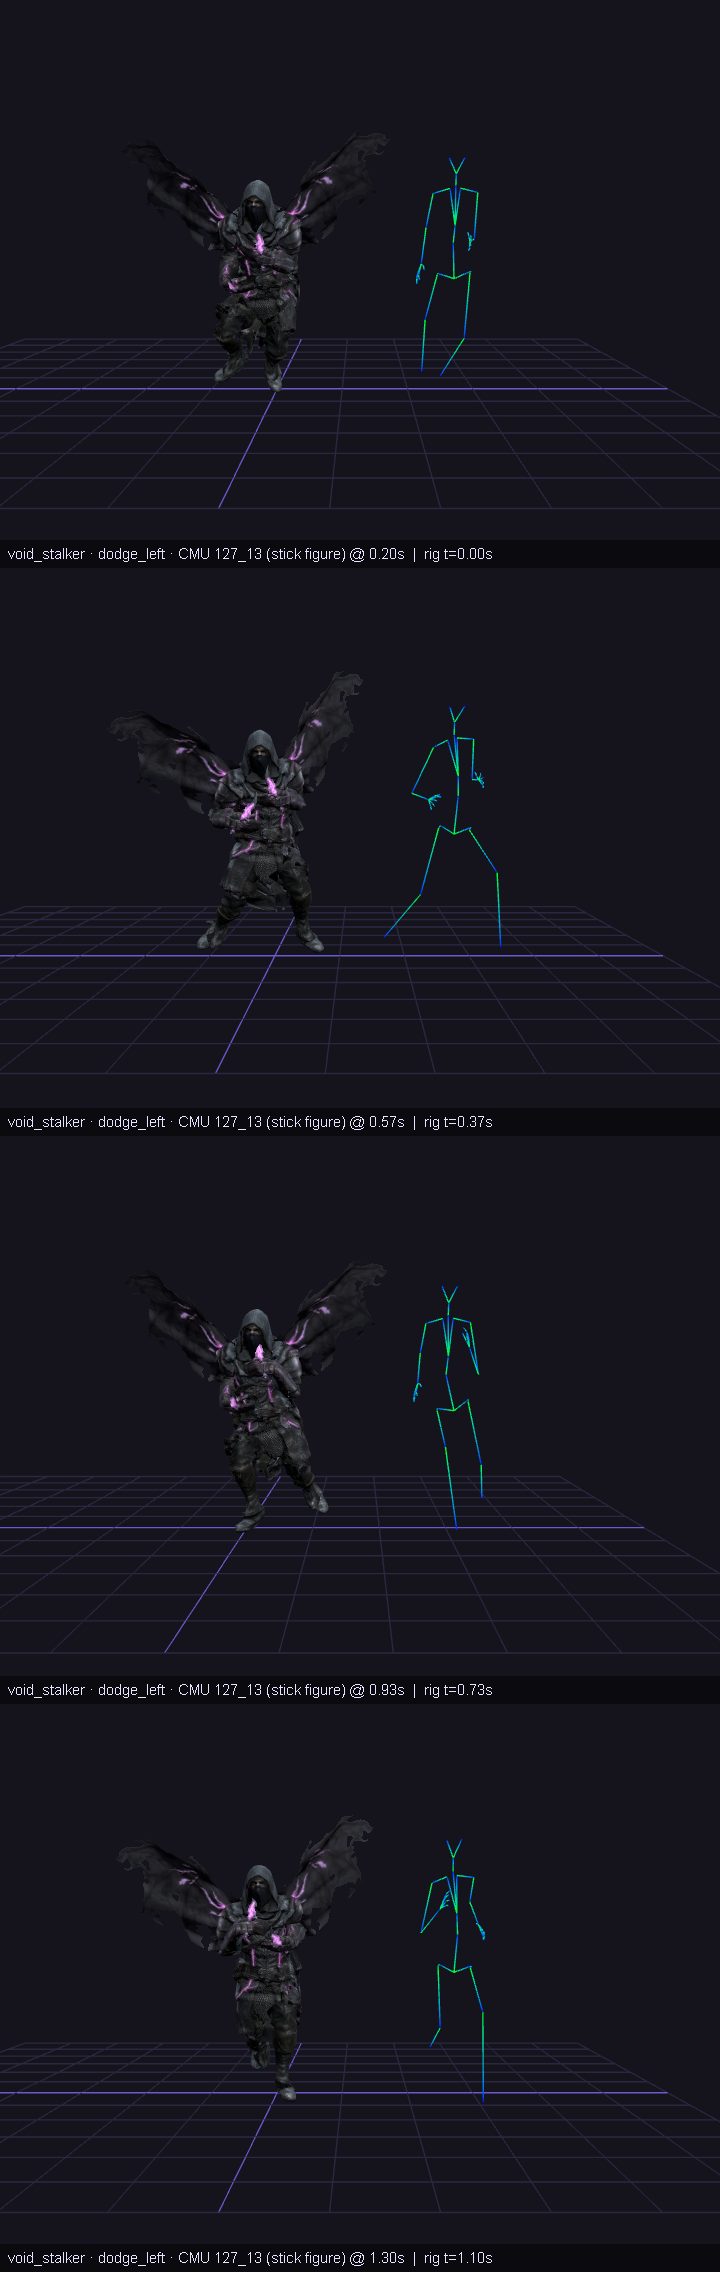 void_stalker · dodge_left · CMU 127_13 (stick figure) @ 0.20s | rig t=0.00s
void_stalker · dodge_left · CMU 127_13 (stick figure) @ 0.57s | rig t=0.37s
void_stalker · dodge_left · CMU 127_13 (stick figure) @ 0.93s | rig t=0.73s
void_stalker · dodge_left · CMU 127_13 (stick figure) @ 1.30s | rig t=1.10s